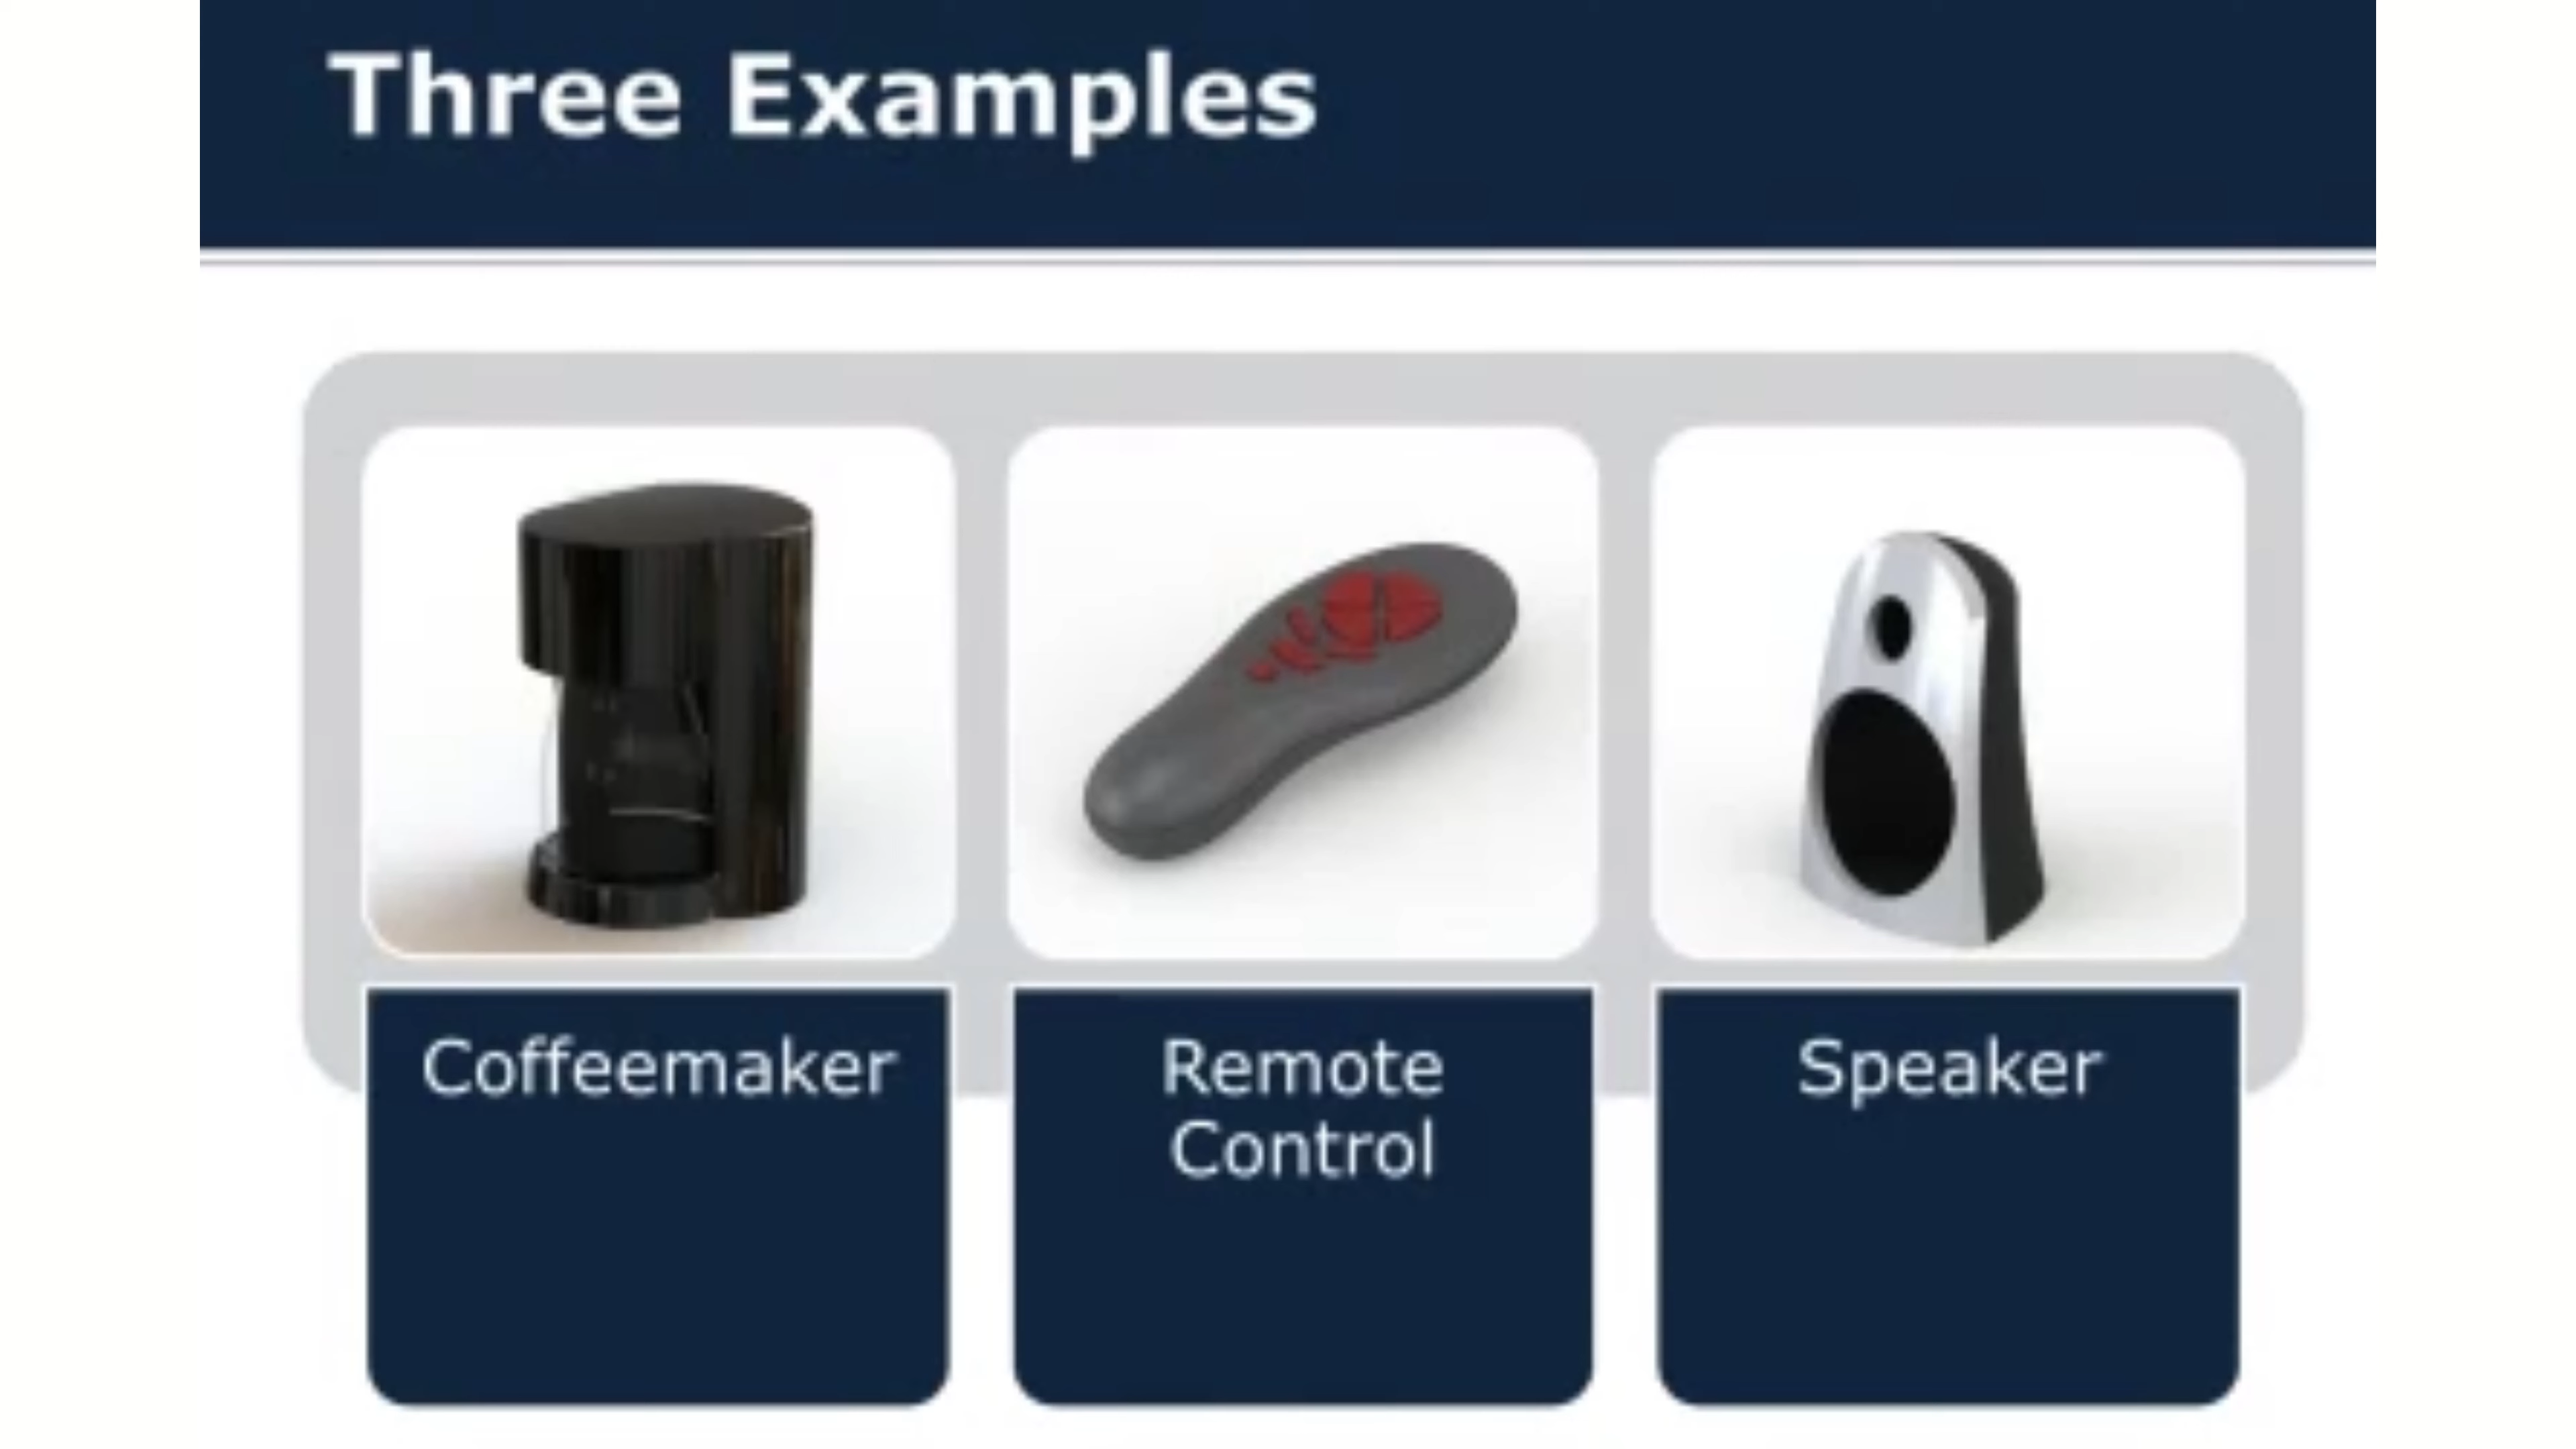 Three Examples
Coffeemaker
Remote
Control
Speaker